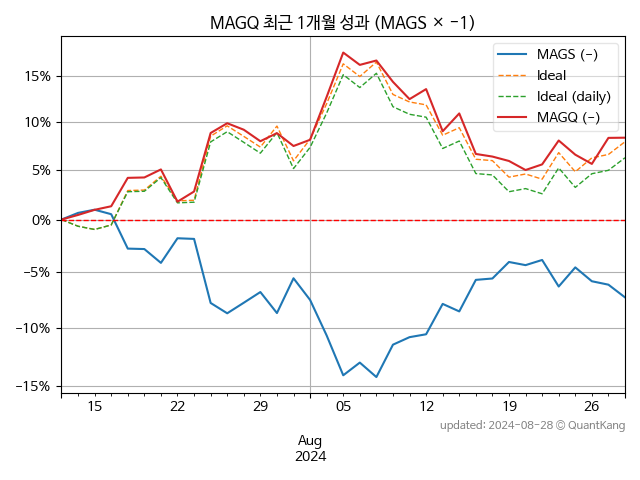 MAGQ 최근 1개월 성과 (MAGS × −1)
MAGS (−)
Ideal
Ideal (daily)
MAGQ (−)
15%
10%
5%
0%
−5%
−10%
−15%
15
22
29
05
12
19
26
Aug
2024
updated: 2024-08-28 © QuantKang